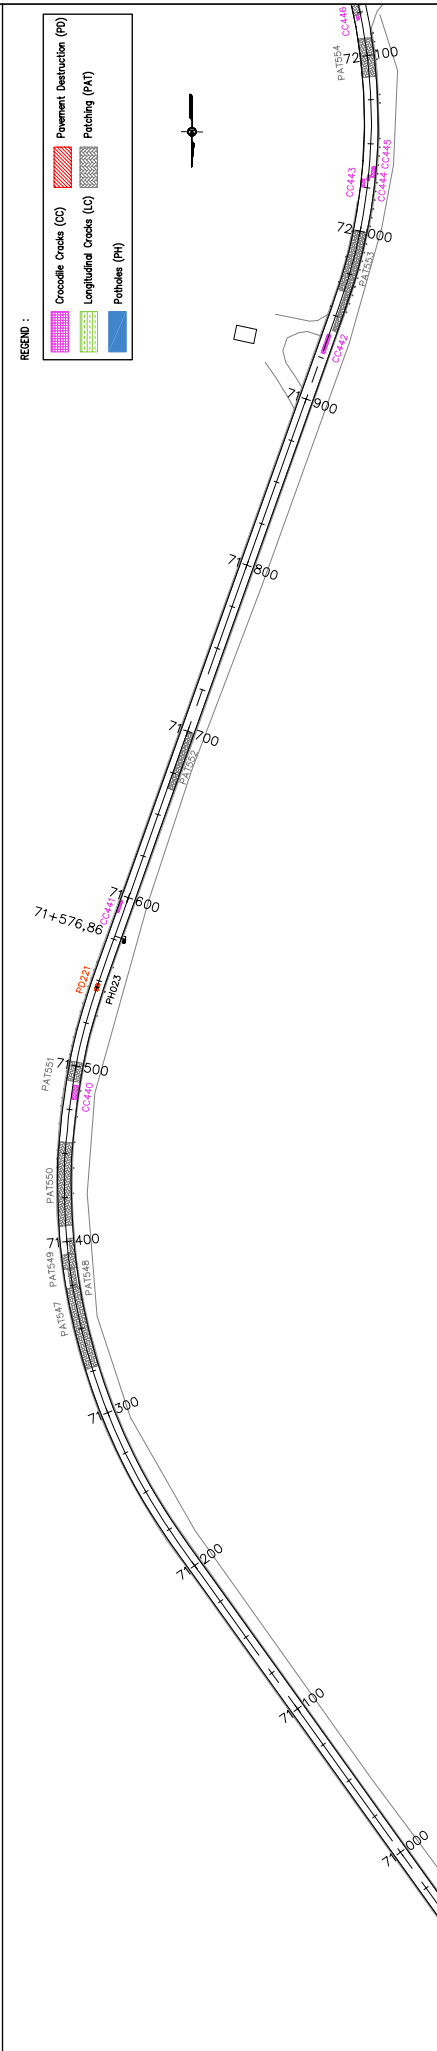 REGEND :
Crocodile Cracks (CC)
Longitudinal Cracks (LC)
Potholes (PH)
Pavement Destruction (PD)
Patching (PAT)
CC446
72+100
PAT554
CC443
CC444 CC445
72+000
PAT553
CC442
71+900
71+800
71+700
PAT552
71+600
CC441
71+576,86
PD221
PH023
PAT551
71+500
CC440
PAT550
71+400
PAT549
PAT548
PAT547
71+300
71+200
71+100
71+000